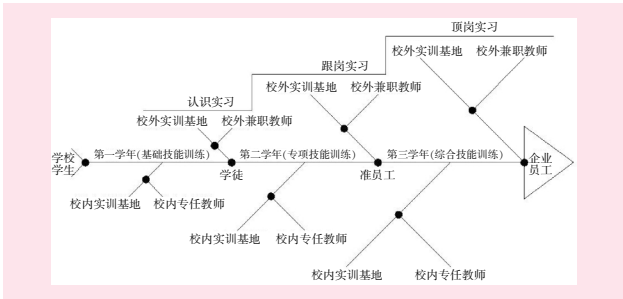 顶岗实习
校外实训基地 校外兼职教师
跟岗实习
校外实训基地 校外兼职教师
认识实习
校外实训基地 校外兼职教师
学校
学生
第一学年(基础技能训练)
学徒
第二学年(专项技能训练)
准员工
第三学年(综合技能训练)
企业
员工
校内实训基地 校内专任教师
校内实训基地 校内专任教师
校内实训基地 校内专任教师